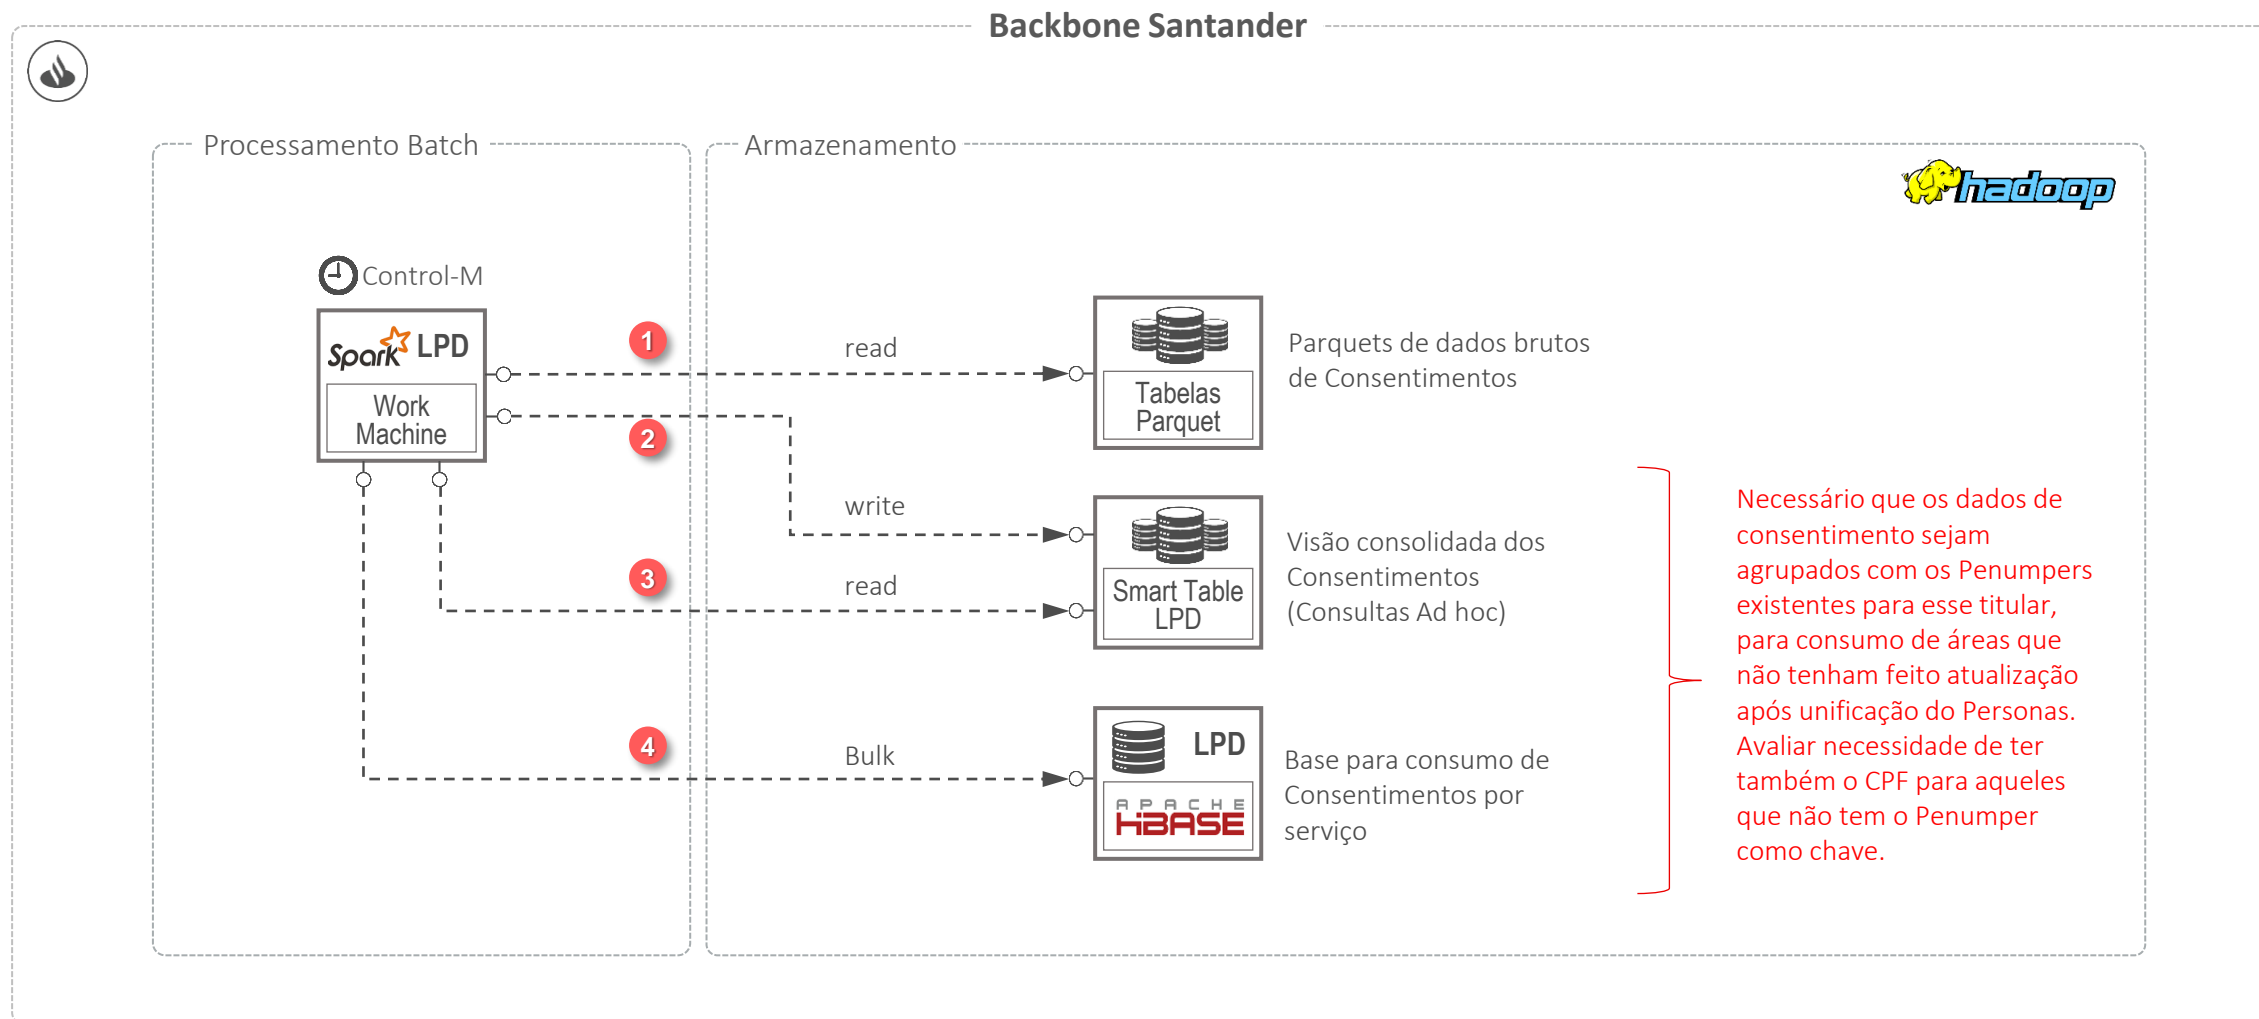 Backbone Santander
Processamento Batch
Armazenamento
hadoop
Control-M
Spark LPD
Work
Machine
1
read
Tabelas
Parquet
Parquets de dados brutos
de Consentimentos
2
write
3
read
Smart Table
LPD
Visão consolidada dos
Consentimentos
(Consultas Ad hoc)
4
Bulk
LPD
APACHE
HBASE
Base para consumo de
Consentimentos por
serviço
Necessário que os dados de
consentimento sejam
agrupados com os Penumpers
existentes para esse titular,
para consumo de áreas que
não tenham feito atualização
após unificação do Personas.
Avaliar necessidade de ter
também o CPF para aqueles
que não tem o Penumper
como chave.